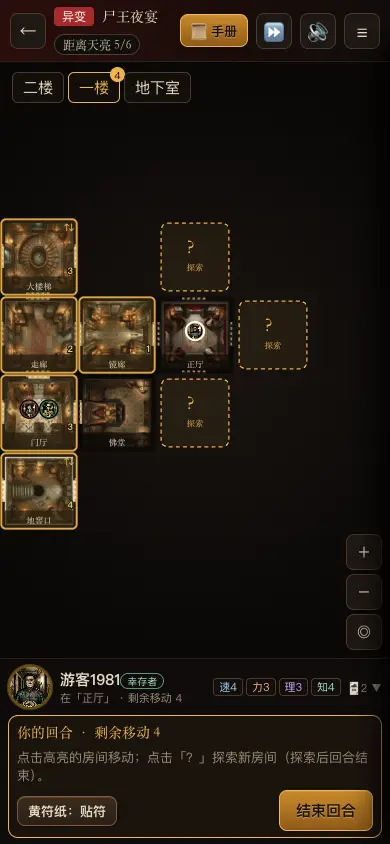 ←
异变 尸王夜宴
距离天亮 5/6
手册
二楼
一楼
4
地下室
3
大楼梯
?
探索
2
走廊
1
镜廊
正厅
?
探索
3
门厅
佛堂
?
探索
4
地窖口
+
−
游客1981 幸存者
在「正厅」 · 剩余移动 4
速4 力3 理3 知4 2 ▼
你的回合 · 剩余移动 4
点击高亮的房间移动；点击「？」探索新房间（探索后回合结
束）。
黄符纸：贴符
结束回合